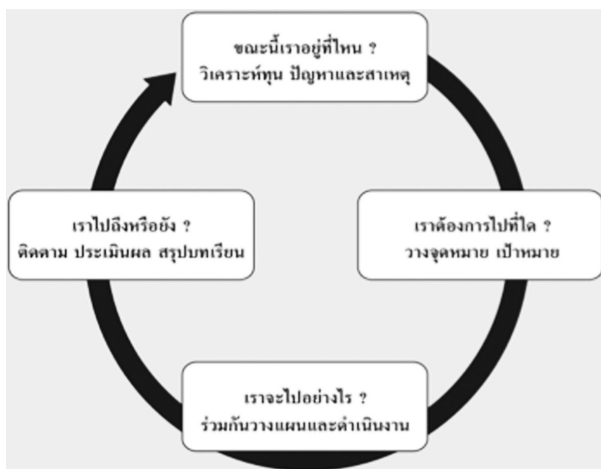 ขณะนี้เราอยู่ที่ไหน ?
วิเคราะห์ทุน ปัญหาและสาเหตุ
เราไปถึงหรือยัง ?
ติดตาม ประเมินผล สรุปบทเรียน
เราต้องการไปที่ใด ?
วางจุดหมาย เป้าหมาย
เราจะไปอย่างไร ?
ร่วมกันวางแผนและดำเนินงาน